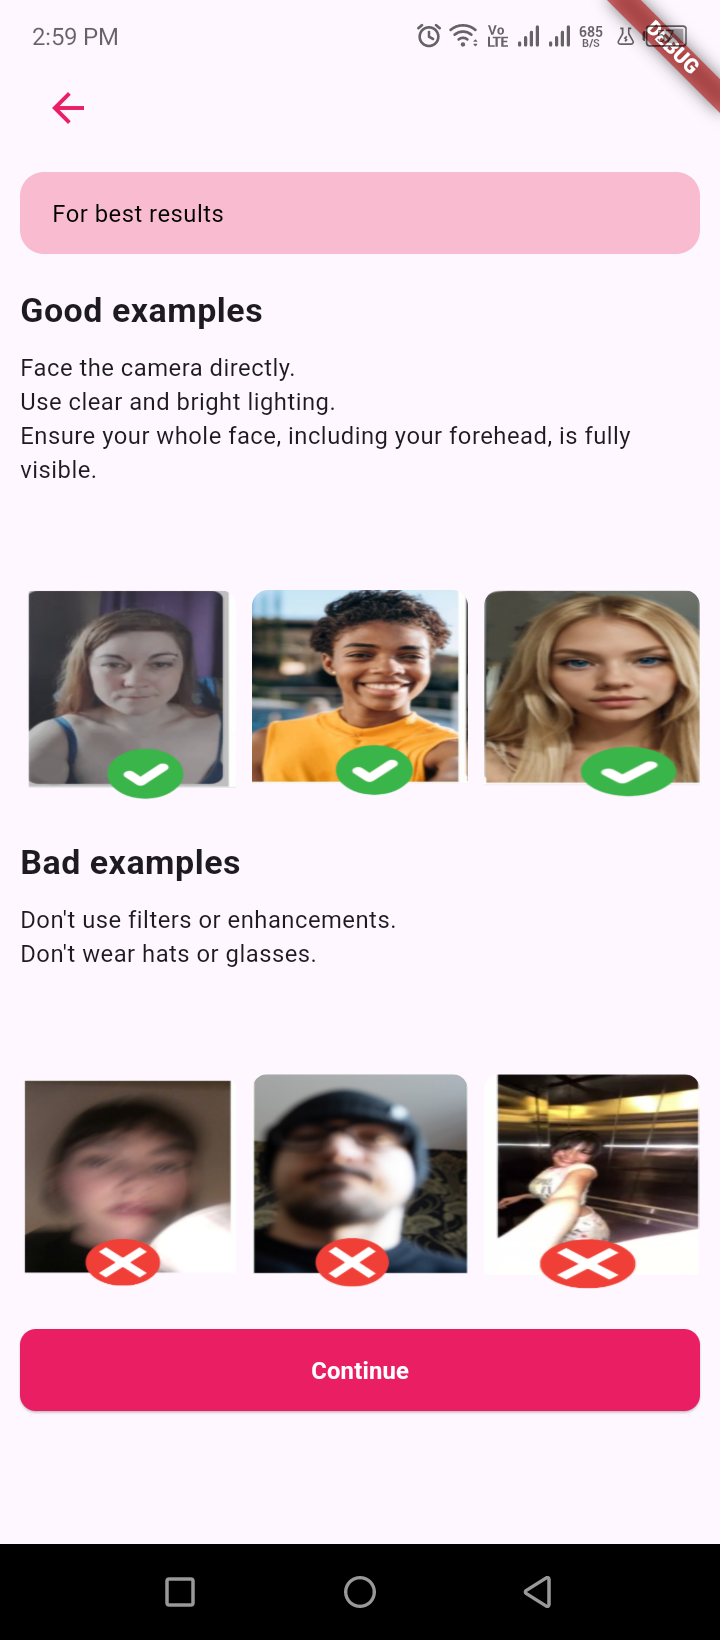 2:59 PM
Vo
LTE
685
B/S
DEBUG
For best results
Good examples
Face the camera directly.
Use clear and bright lighting.
Ensure your whole face, including your forehead, is fully
visible.
Bad examples
Don't use filters or enhancements.
Don't wear hats or glasses.
Continue